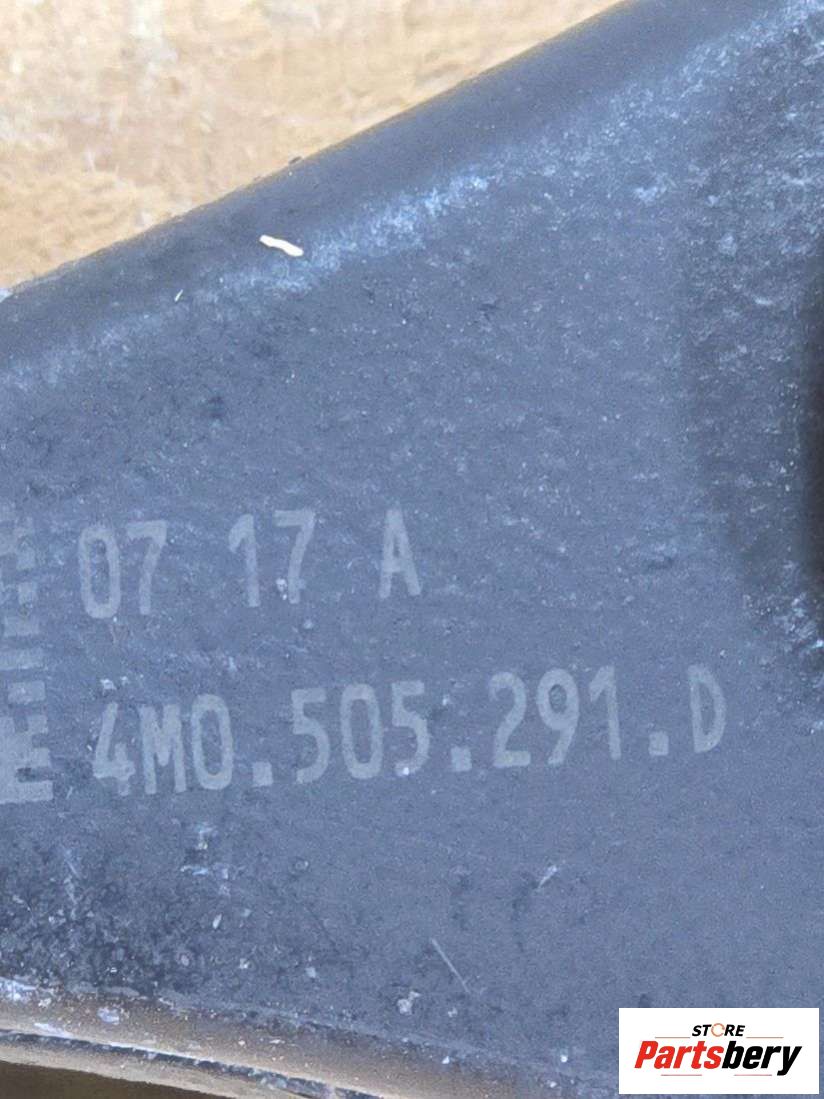 07 17 A
4M0.505.291.D
STORE
Partsbery